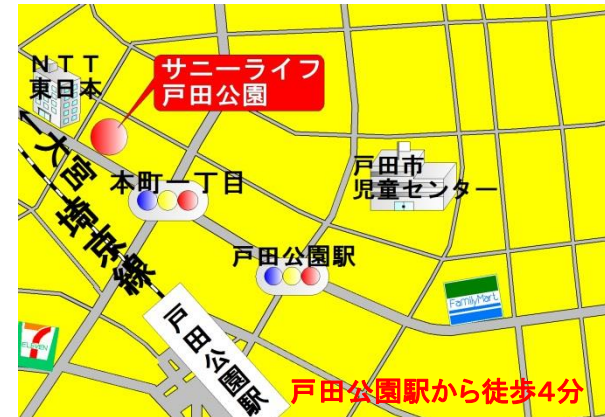 NTT
東日本
サニーライフ
戸田公園
大宮
埼京線
本町一丁目
戸田市
児童センター
戸田公園駅
FamilyMart
7
ELEVEN
戸田公園駅
戸田公園駅から徒歩4分